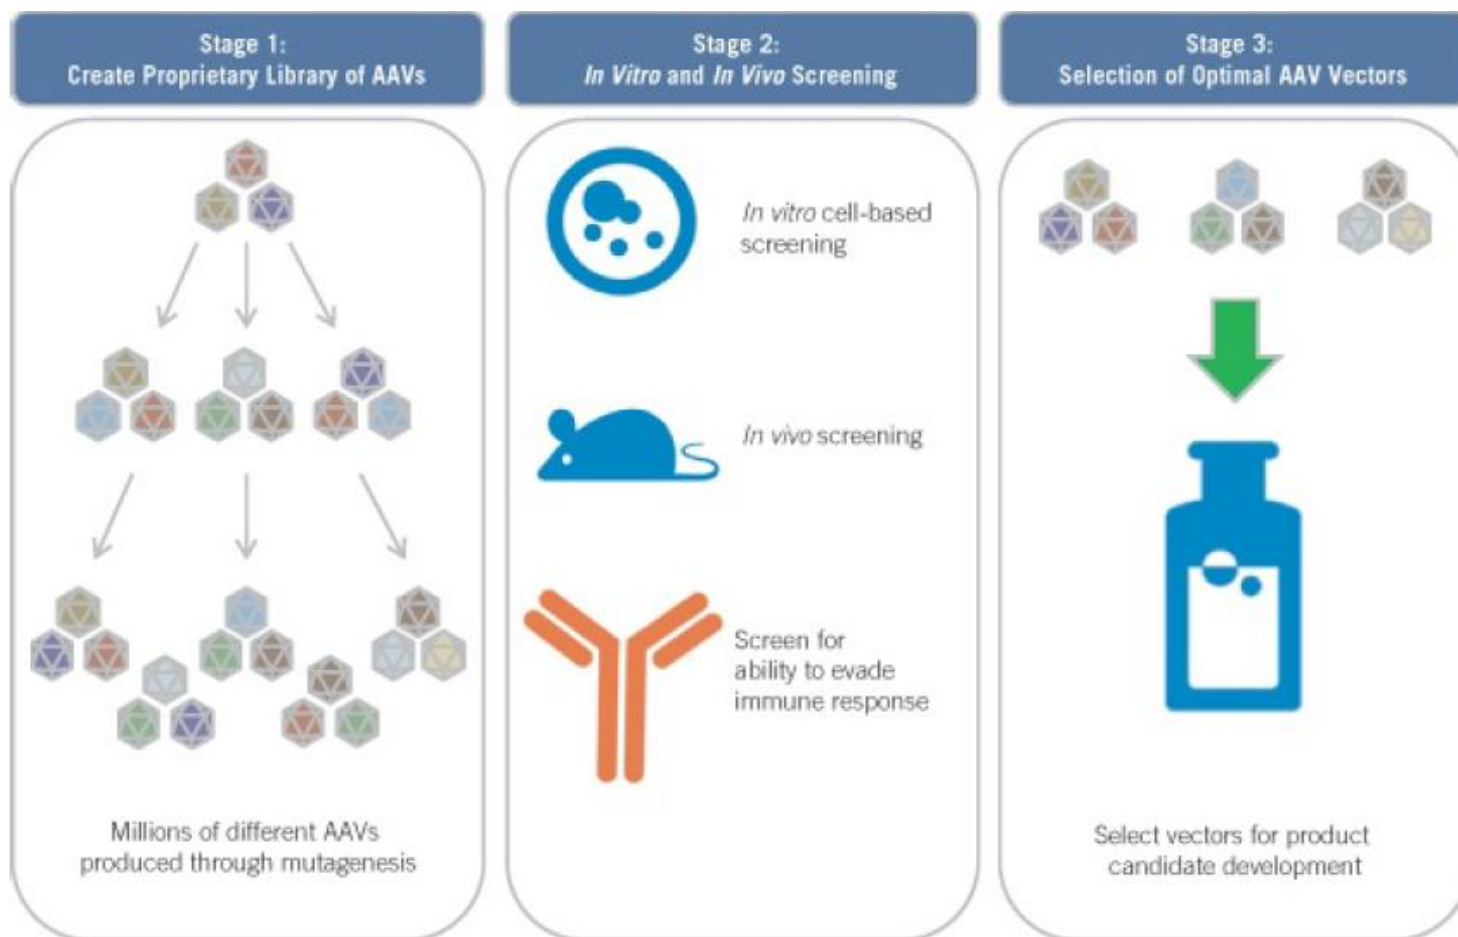 Stage 1:
Create Proprietary Library of AAVs
Millions of different AAVs
produced through mutagenesis
Stage 2:
In Vitro and In Vivo Screening
In vitro cell-based
screening
In vivo screening
Screen for
ability to evade
immune response
Stage 3:
Selection of Optimal AAV Vectors
Select vectors for product
candidate development